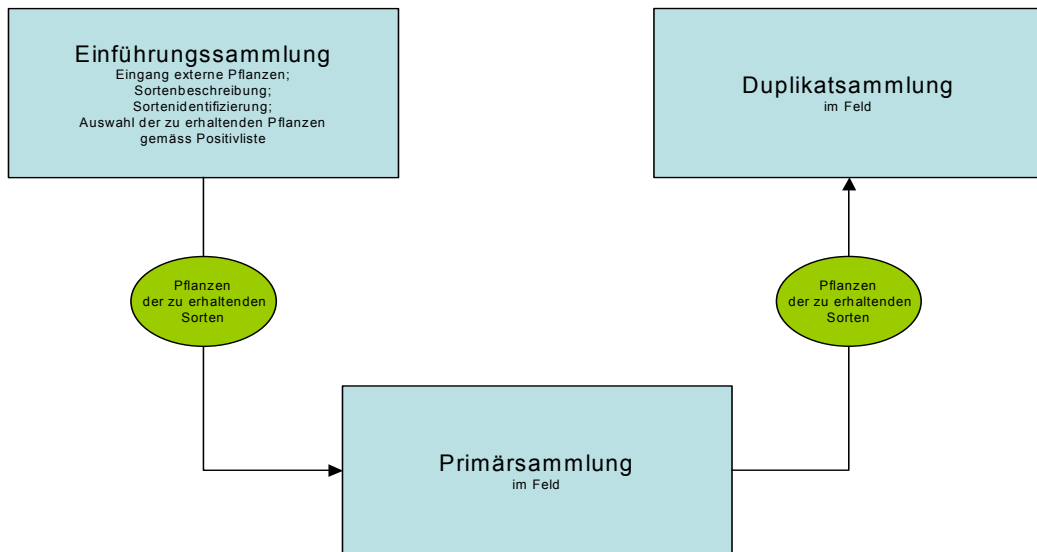 Einführungssammlung
Eingang externe Pflanzen;
Sortenbeschreibung;
Sortenidentifizierung;
Auswahl der zu erhaltenden Pflanzen
gemäss Positivliste
Duplikatsammlung
im Feld
Pflanzen
der zu erhaltenden
Sorten
Pflanzen
der zu erhaltenden
Sorten
Primärsammlung
im Feld